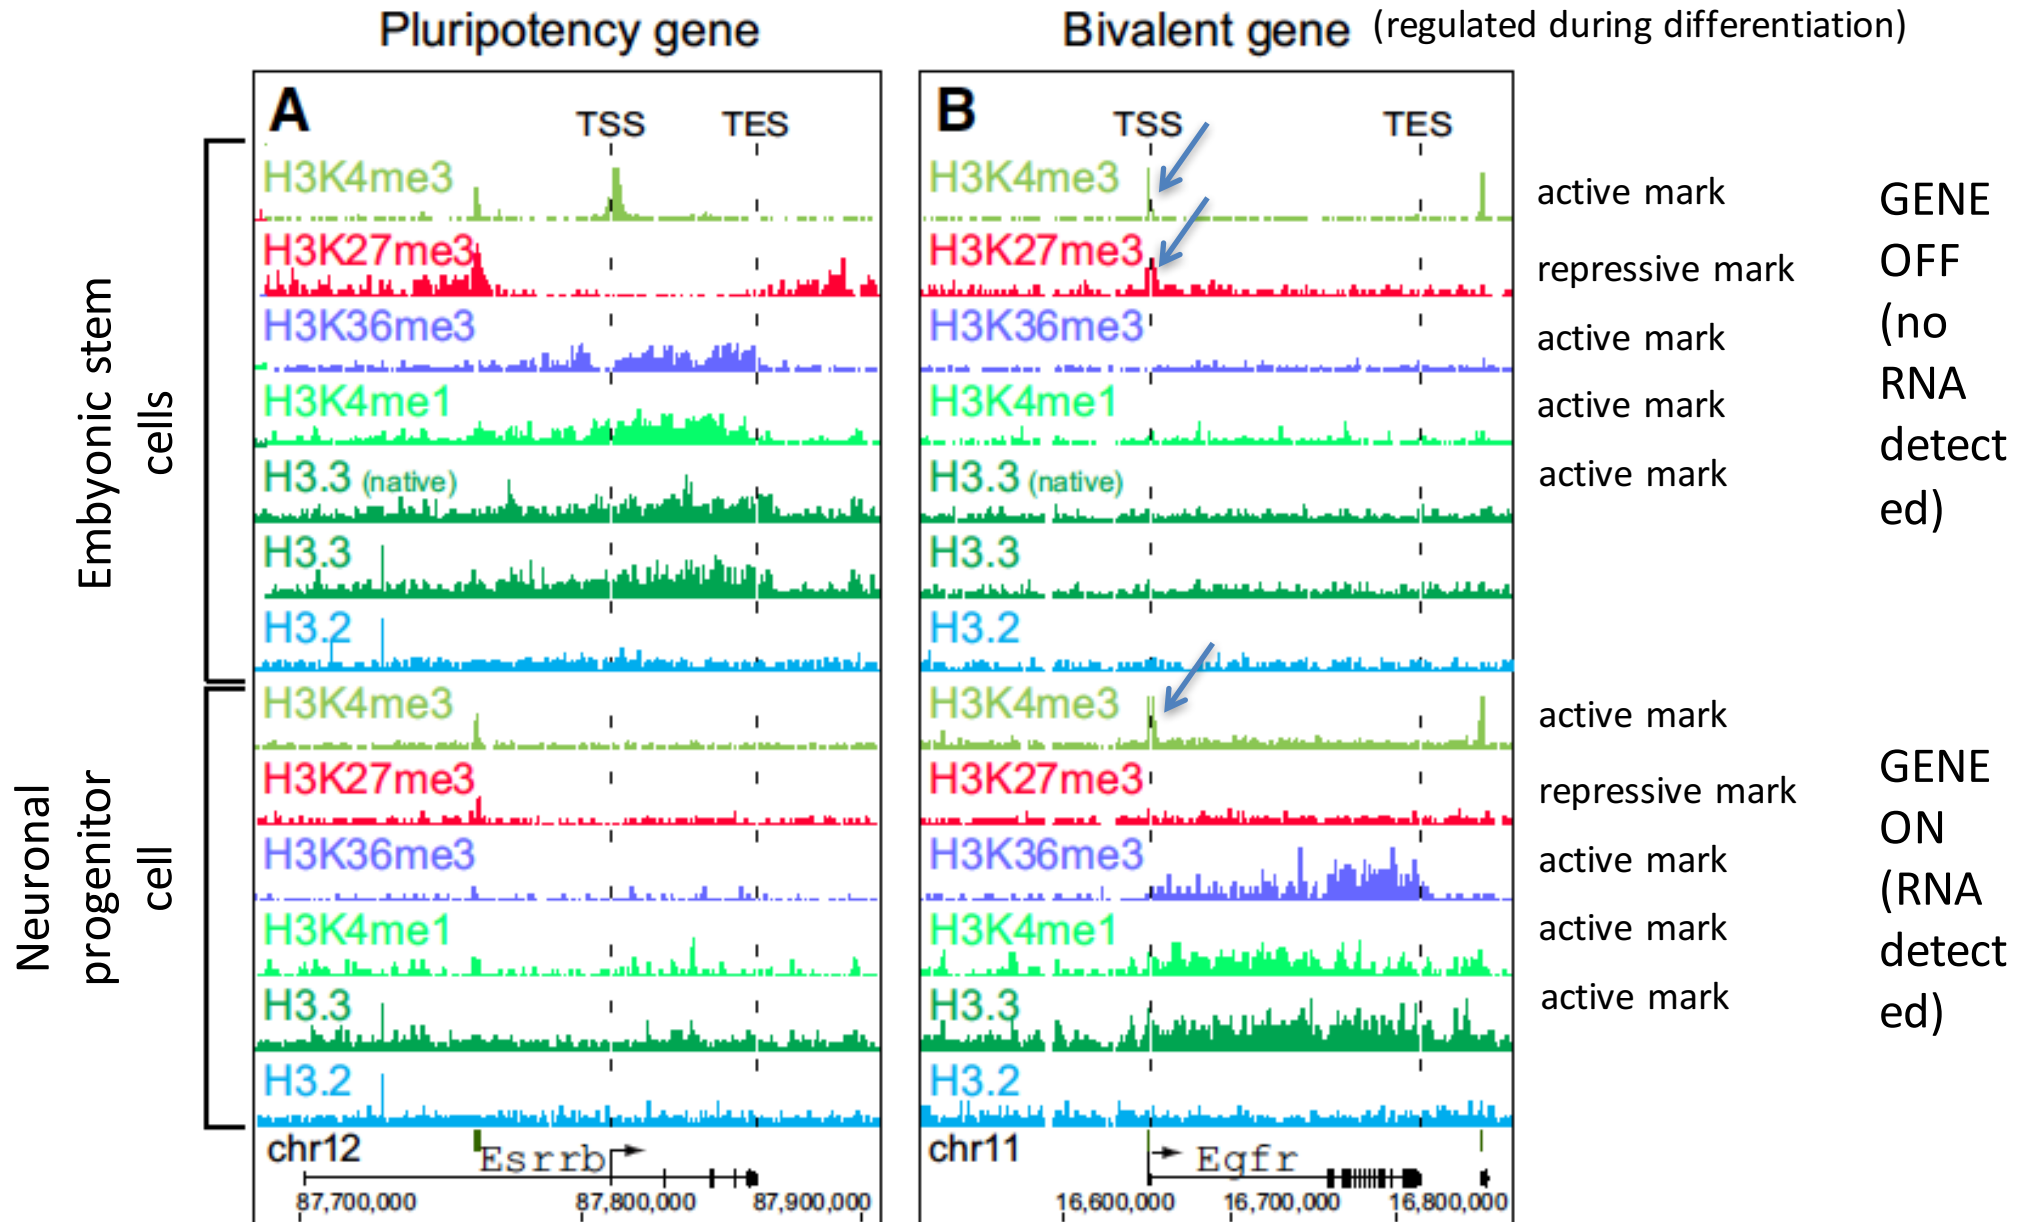 Pluripotency gene
Bivalent gene (regulated during differentiation)
Embyonic stem
cells
Neuronal
progenitor
cell
A
TSS TES
H3K4me3
H3K27me3
H3K36me3
H3K4me1
H3.3 (native)
H3.3
H3.2
H3K4me3
H3K27me3
H3K36me3
H3K4me1
H3.3
H3.2
chr12
Esrrb
87,700,000 87,800,000 87,900,000
B
TSS TES
H3K4me3
H3K27me3
H3K36me3
H3K4me1
H3.3 (native)
H3.3
H3.2
H3K4me3
H3K27me3
H3K36me3
H3K4me1
H3.3
H3.2
chr11
Egfr
16,600,000 16,700,000 16,800,000
active mark
repressive mark
active mark
active mark
active mark
active mark
repressive mark
active mark
active mark
active mark
GENE
OFF
(no
RNA
detect
ed)
GENE
ON
(RNA
detect
ed)